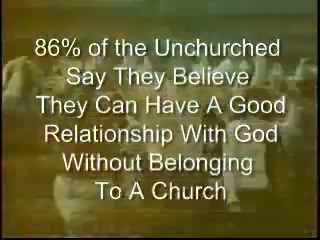 86% of the Unchurched
Say They Believe
They Can Have A Good
Relationship With God
Without Belonging
To A Church